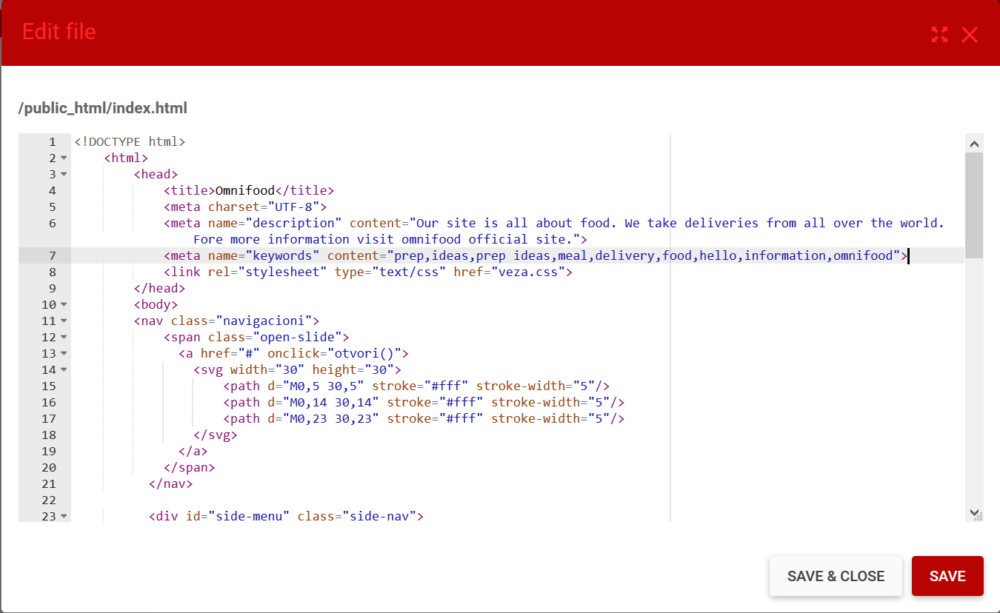 Edit file
/public_html/index.html
1 <!DOCTYPE html>
2 <html>
3 <head>
4 <title>Omnifood</title>
5 <meta charset="UTF-8">
6 <meta name="description" content="Our site is all about food. We take deliveries from all over the world.
Fore more information visit omnifood official site.">
7 <meta name="keywords" content="prep,ideas,prep ideas,meal,delivery,food,hello,information,omnifood">
8 <link rel="stylesheet" type="text/css" href="veza.css">
9 </head>
10 <body>
11 <nav class="navigacioni">
12 <span class="open-slide">
13 <a href="#" onclick="otvori()">
14 <svg width="30" height="30">
15 <path d="M0,5 30,5" stroke="#fff" stroke-width="5"/>
16 <path d="M0,14 30,14" stroke="#fff" stroke-width="5"/>
17 <path d="M0,23 30,23" stroke="#fff" stroke-width="5"/>
18 </svg>
19 </a>
20 </span>
21 </nav>
22
23 <div id="side-menu" class="side-nav">
SAVE & CLOSE SAVE